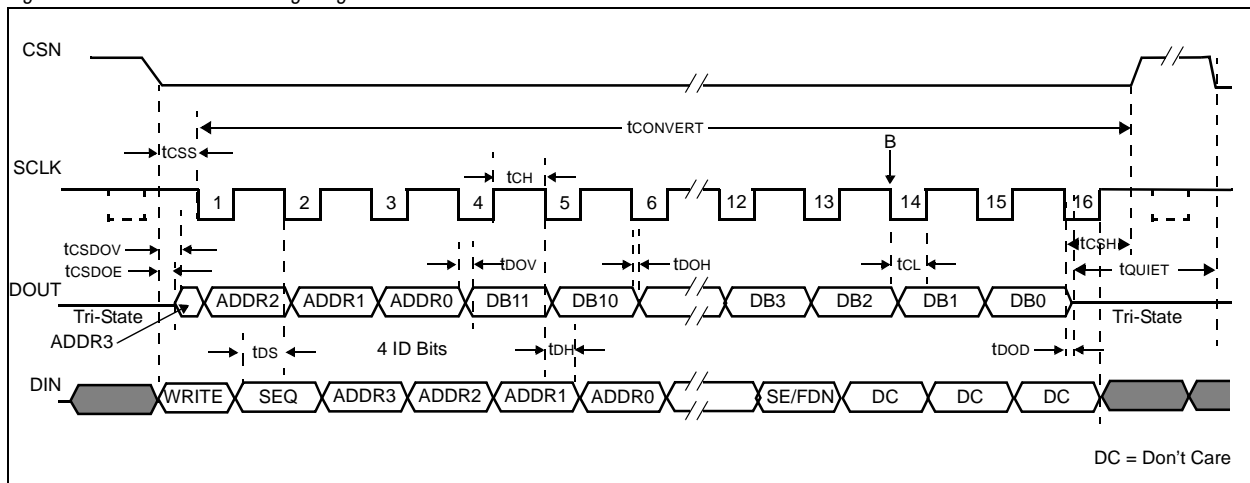 CSN
tCONVERT
tCSS
B
SCLK
tCH
1 2 3 4 5 6 12 13 14 15 16
tCSDOV
tCSH
tCSDOE
tDOV
tDOH
tCL
tQUIET
DOUT
ADDR2 ADDR1 ADDR0 DB11 DB10 DB3 DB2 DB1 DB0
Tri-State
Tri-State
ADDR3
tDS
4 ID Bits
tDH
tDOD
DIN
WRITE SEQ ADDR3 ADDR2 ADDR1 ADDR0 SE/FDN DC DC DC
DC = Don't Care